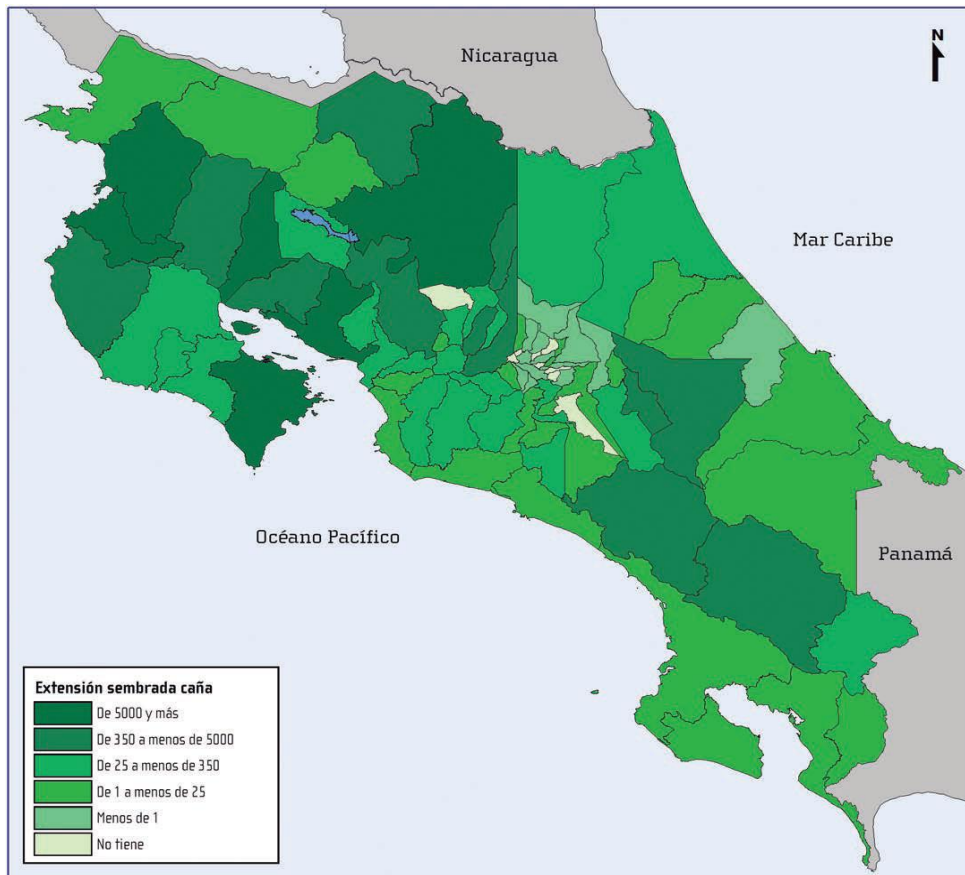 Nicaragua
N
Mar Caribe
Océano Pacífico
Panamá
Extensión sembrada caña
De 5000 y más
De 350 a menos de 5000
De 25 a menos de 350
De 1 a menos de 25
Menos de 1
No tiene